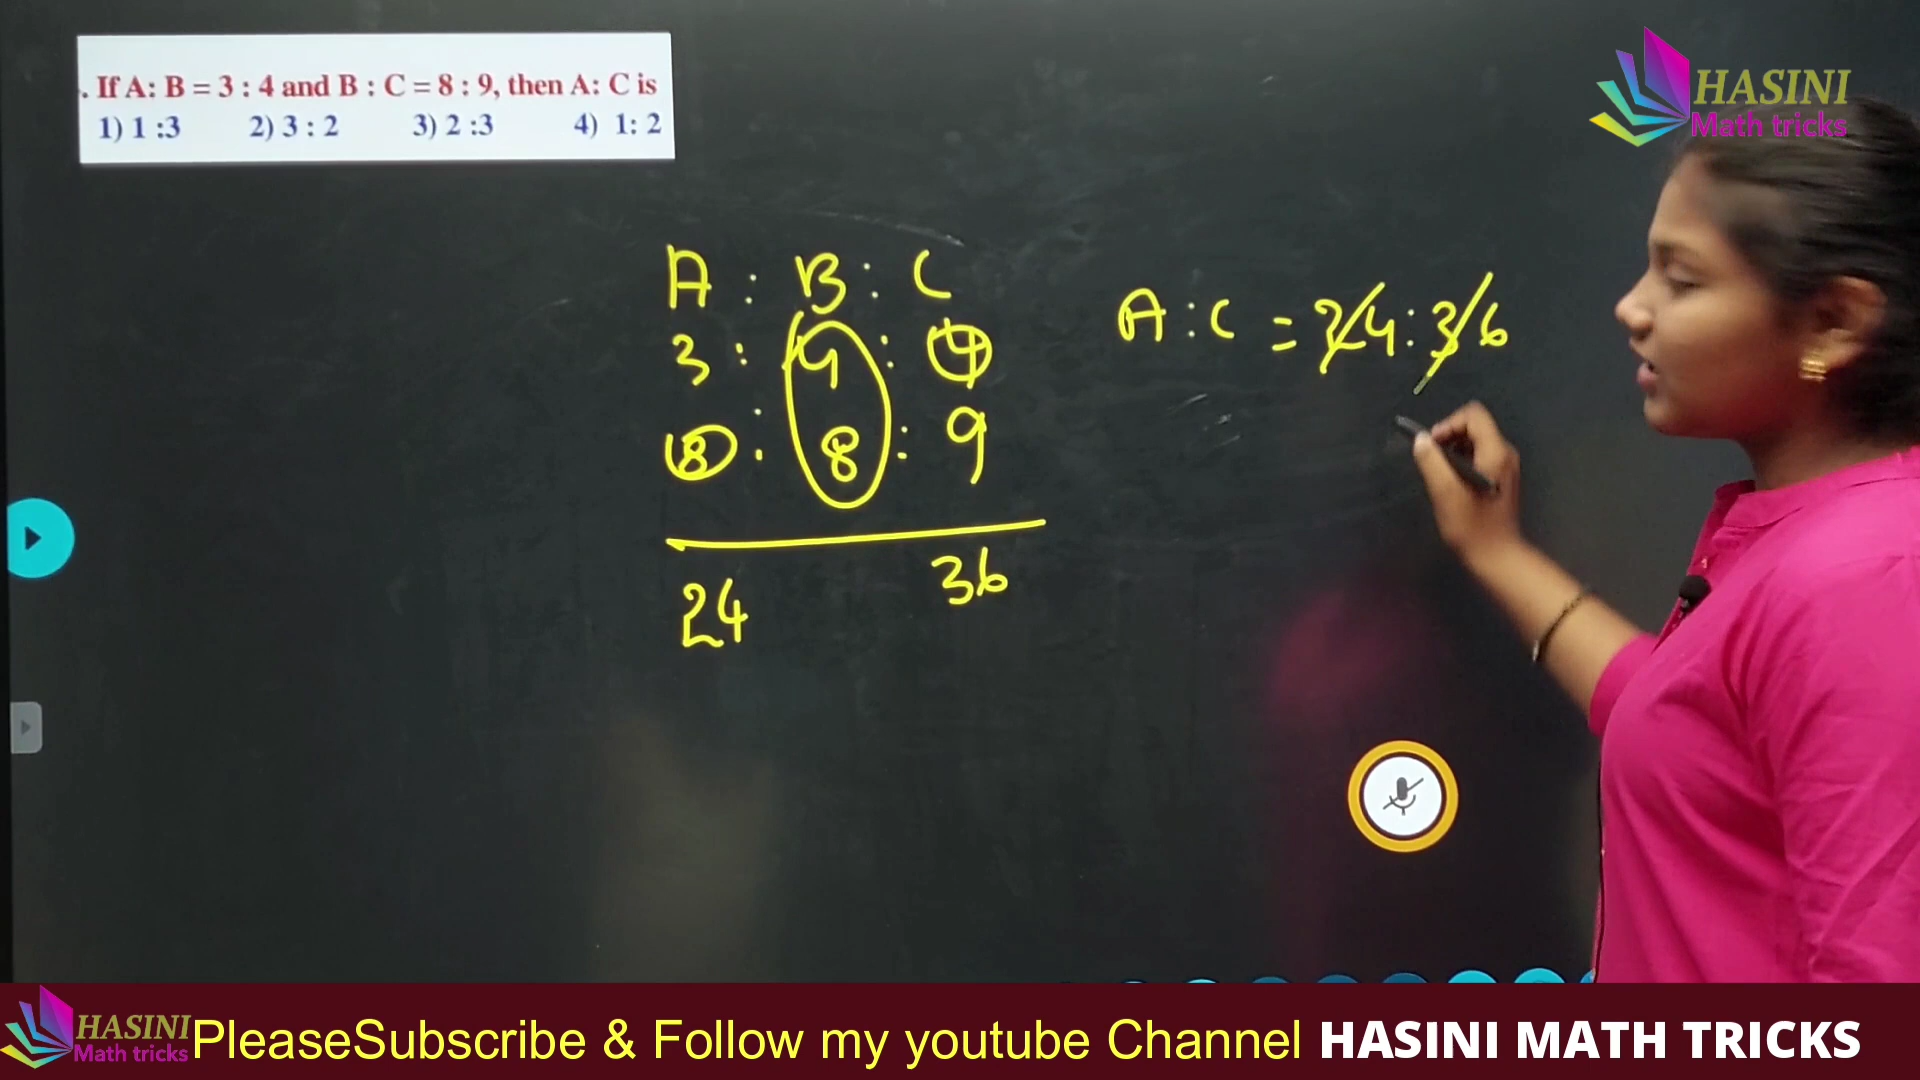 . If A: B = 3 : 4 and B : C = 8 : 9, then A: C is
1) 1 :3 2) 3 : 2 3) 2 :3 4) 1: 2
HASINI
Math tricks
A : B : C
3 : 4 : 4
8 : 8 : 9
24 36
A : C = 24 : 36
HASINI
Math tricks
PleaseSubscribe & Follow my youtube Channel HASINI MATH TRICKS